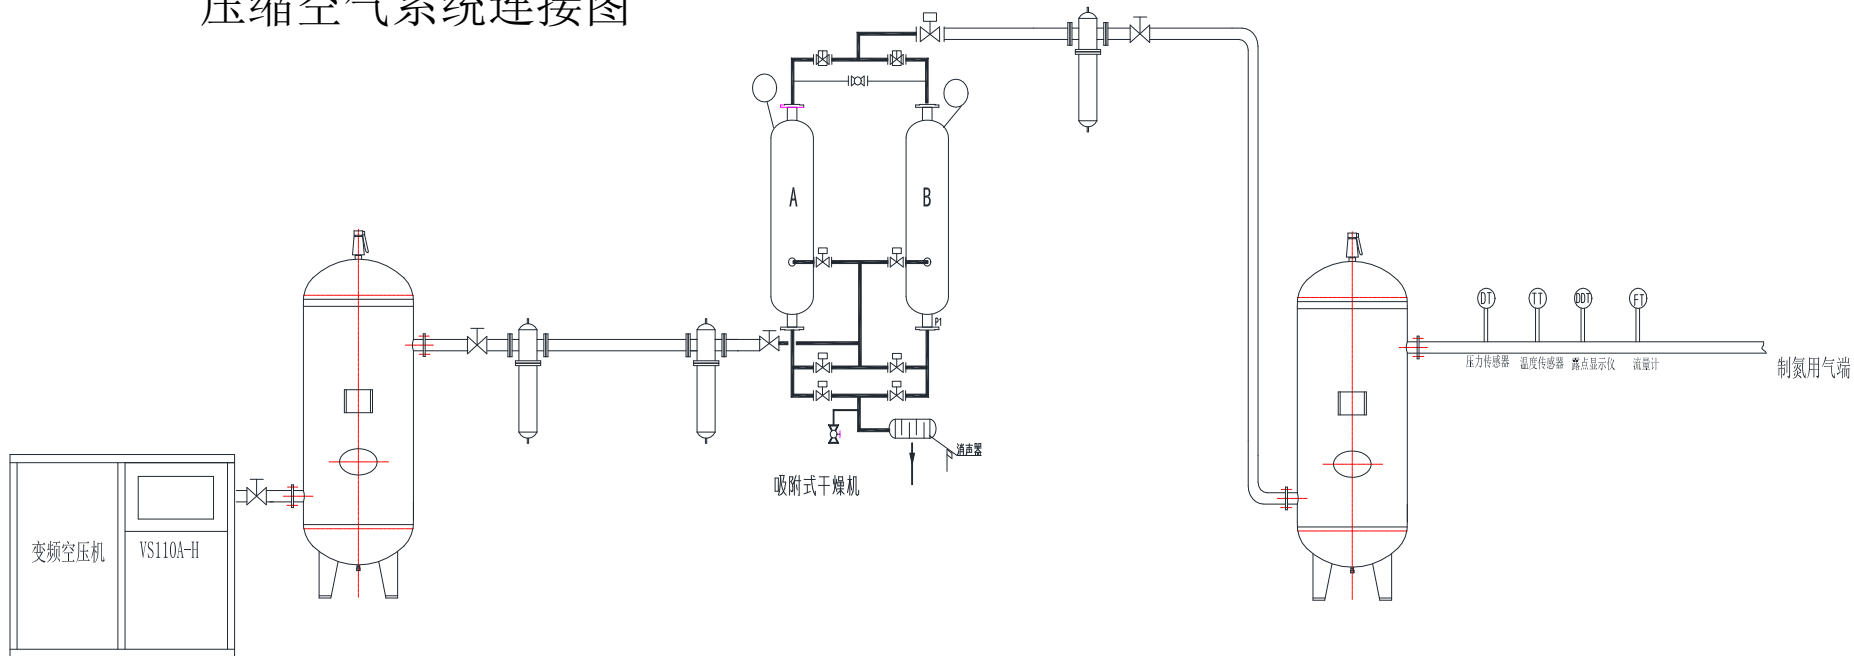 压缩空气系统连接图
A
B
P1
DT
TT
DDT
FT
压力传感器
温度传感器
露点显示仪
流量计
制氮用气端
消声器
吸附式干燥机
变频空压机
VS110A-H